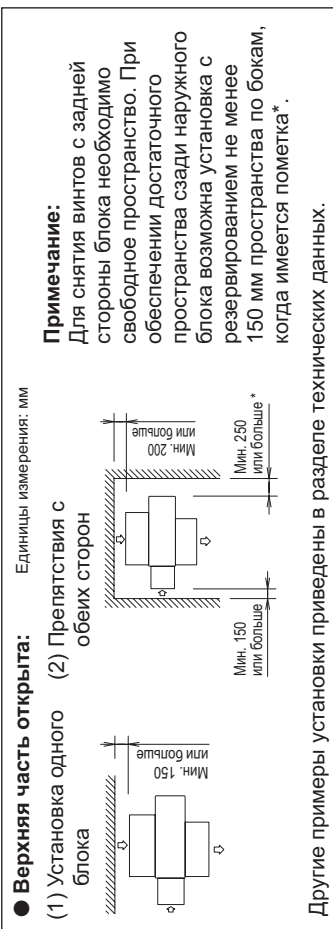 ● Верхняя часть открыта:
Единицы измерения: мм
(1) Установка одного
блока
Мин. 150
или больше
(2) Препятствия с
обеих сторон
Мин. 200
или больше
Мин. 150
или больше
Мин. 250
или больше *
Примечание:
Для снятия винтов с задней
стороны блока необходимо
свободное пространство. При
обеспечении достаточного
пространства сзади наружного
блока возможна установка с
резервированием не менее
150 мм пространства по бокам,
когда имеется пометка*.
Другие примеры установки приведены в разделе технических данных.